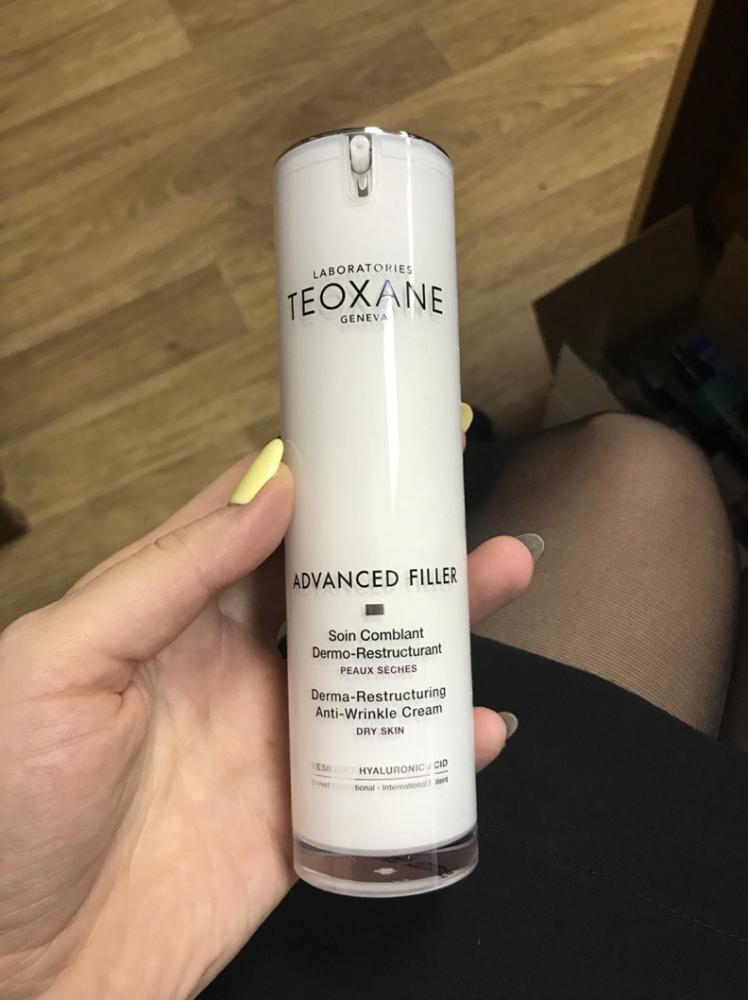 LABORATORIES
TEOXANE
GENEVA
ADVANCED FILLER
Soin Comblant
Dermo-Restructurant
PEAUX SÈCHES
Derma-Restructuring
Anti-Wrinkle Cream
DRY SKIN
HYALURONIC
- International